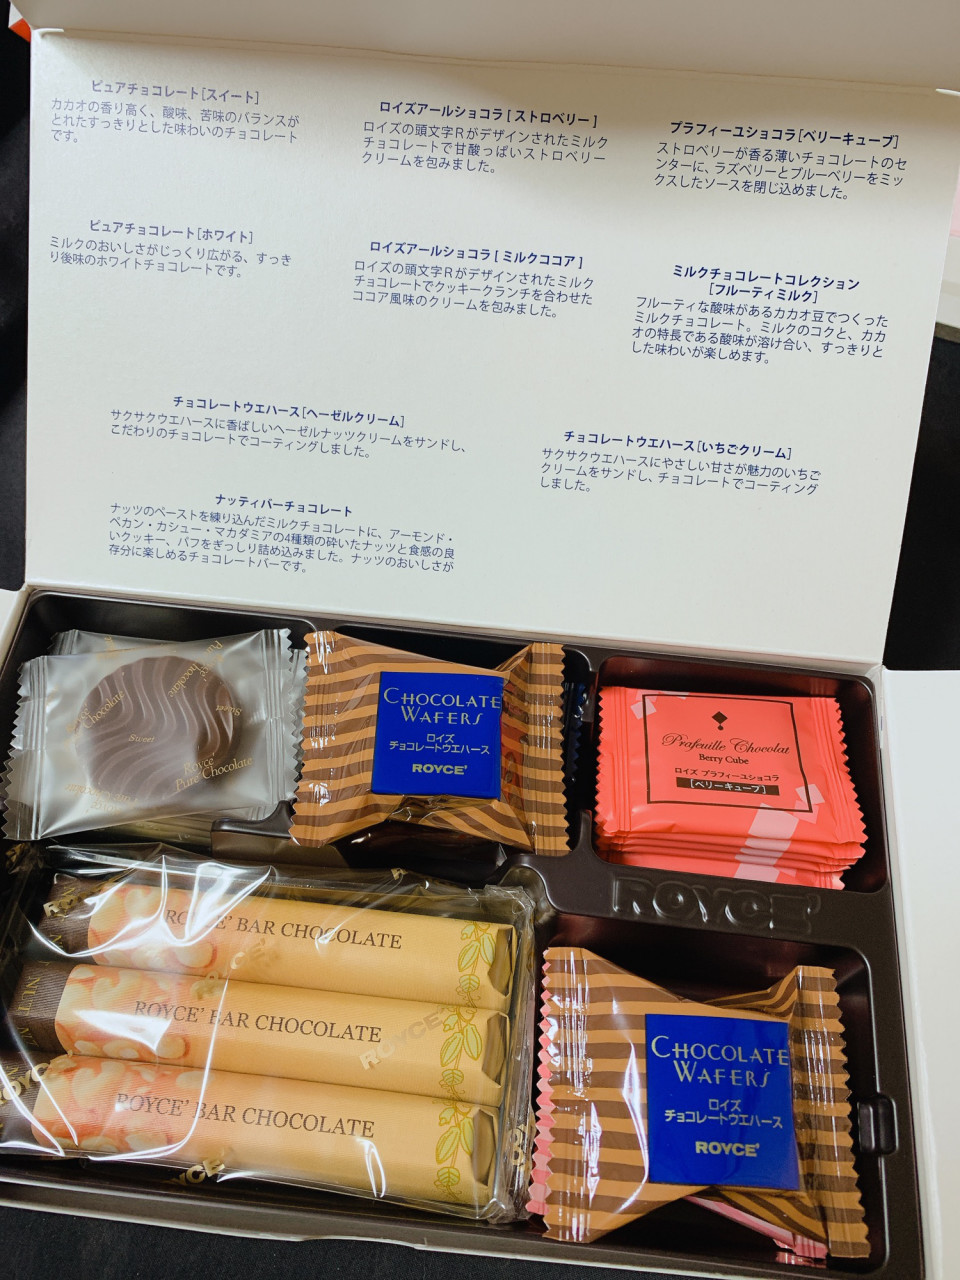 ピュアチョコレート[スイート]
カカオの香り高く、酸味、苦味のバランスが
とれたすっきりとした味わいのチョコレート
です。
ロイズアールショコラ[ストロベリー]
ロイズの頭文字Rがデザインされたミルク
チョコレートで甘酸っぱいストロベリー
クリームを包みました。
プラフィーユショコラ[ベリーキューブ]
ストロベリーが香る薄いチョコレートのセ
ンターに、ラズベリーとブルーベリーをミッ
クスしたソースを閉じ込めました。
ピュアチョコレート[ホワイト]
ミルクのおいしさがじっくり広がる、すっき
り後味のホワイトチョコレートです。
ロイズアールショコラ[ミルクココア]
ロイズの頭文字Rがデザインされたミルク
チョコレートでクッキークランチを合わせた
ココア風味のクリームを包みました。
ミルクチョコレートコレクション
[フルーティミルク]
フルーティな酸味があるカカオ豆でつくった
ミルクチョコレート。ミルクのコクと、カカ
オの特長である酸味が溶け合い、すっきりと
した味わいが楽しめます。
チョコレートウエハース[ヘーゼルクリーム]
サクサクウエハースに香ばしいヘーゼルナッツクリームをサンドし、
こだわりのチョコレートでコーティングしました。
チョコレートウエハース[いちごクリーム]
サクサクウエハースにやさしい甘さが魅力のいちご
クリームをサンドし、チョコレートでコーティング
しました。
ナッティバーチョコレート
ナッツのペーストを練り込んだミルクチョコレートに、アーモンド・
ペカン・カシュー・マカダミアの4種類の砕いたナッツと食感の良
いクッキー、パフをぎっしり詰め込みました。ナッツのおいしさが
存分に楽しめるチョコレートバーです。
Pure Chocolate
Chocolate
Sweet
Sweet
Royce'
Pure Chocolate
CHOCOLATE
WAFERS
ロイズ
チョコレートウエハース
ROYCE'
Prafeuille Chocolat
Berry Cube
ロイズ プラフィーユショコラ
[ベリーキューブ]
ROYCE'
ROYCE' BAR CHOCOLATE
ROYCE' BAR CHOCOLATE
ROYCE'
ROYCE' BAR CHOCOLATE
ROYCE'
CHOCOLATE
WAFERS
ロイズ
チョコレートウエハース
ROYCE'